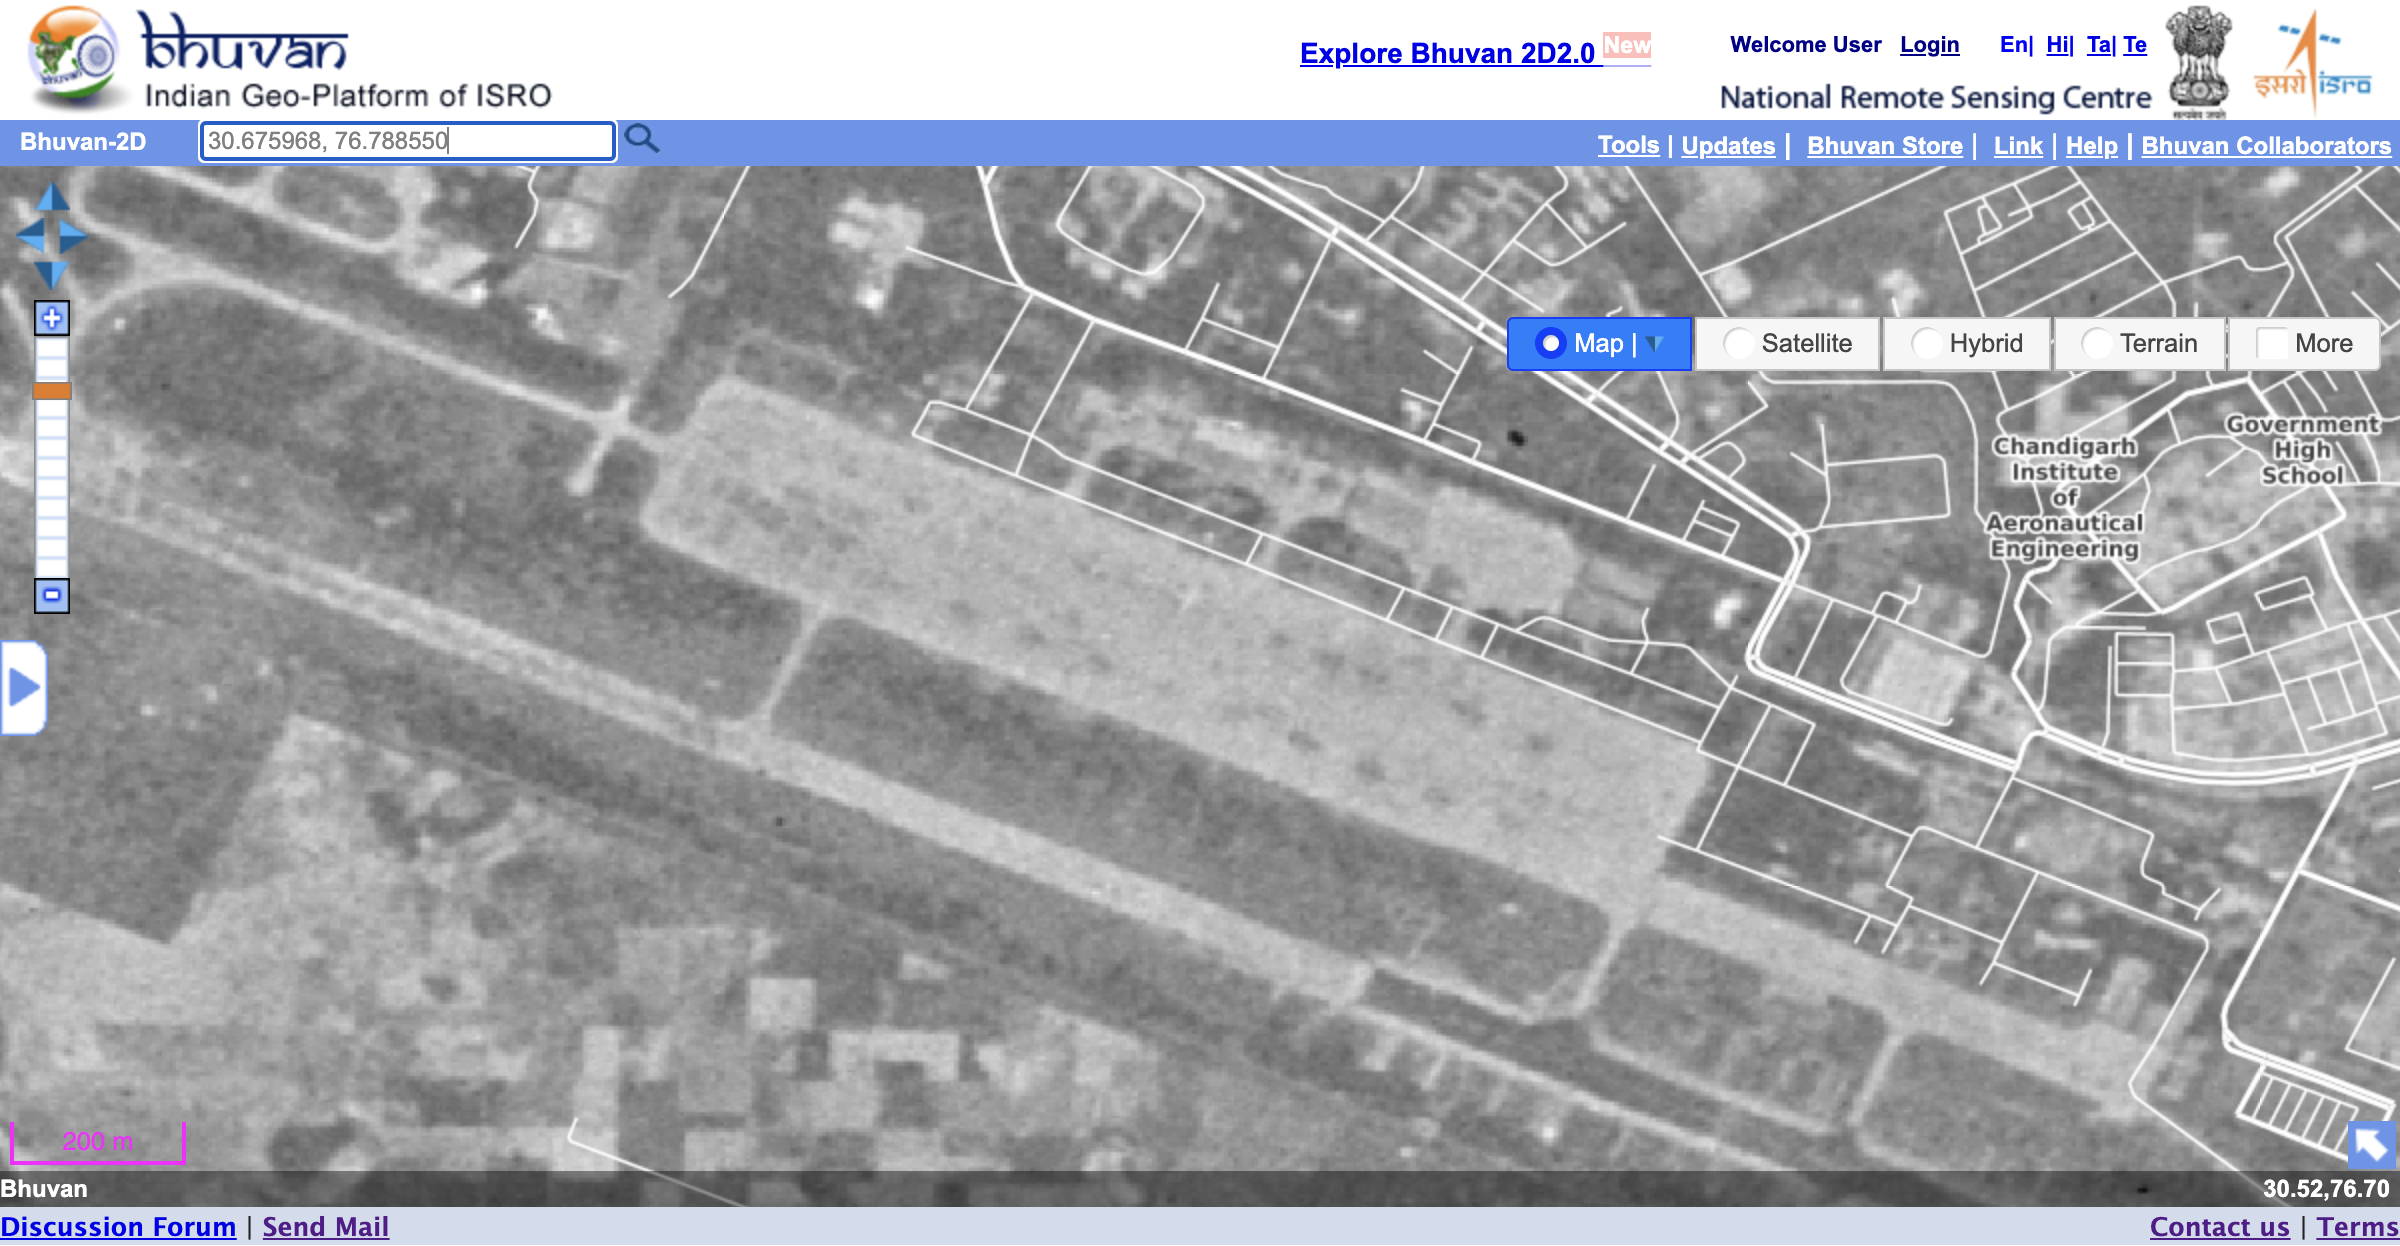 bhuvan
Indian Geo-Platform of ISRO
Explore Bhuvan 2D2.0 New
Welcome User Login En| Hi| Ta| Te
National Remote Sensing Centre
सत्यमेव जयते
इसरो isro
Bhuvan-2D
30.675968, 76.788550
Tools | Updates | Bhuvan Store | Link | Help | Bhuvan Collaborators
Map | Satellite Hybrid Terrain More
Chandigarh
Institute
of
Aeronautical
Engineering
Government
High
School
200 m
Bhuvan
30.52,76.70
Discussion Forum | Send Mail
Contact us | Terms